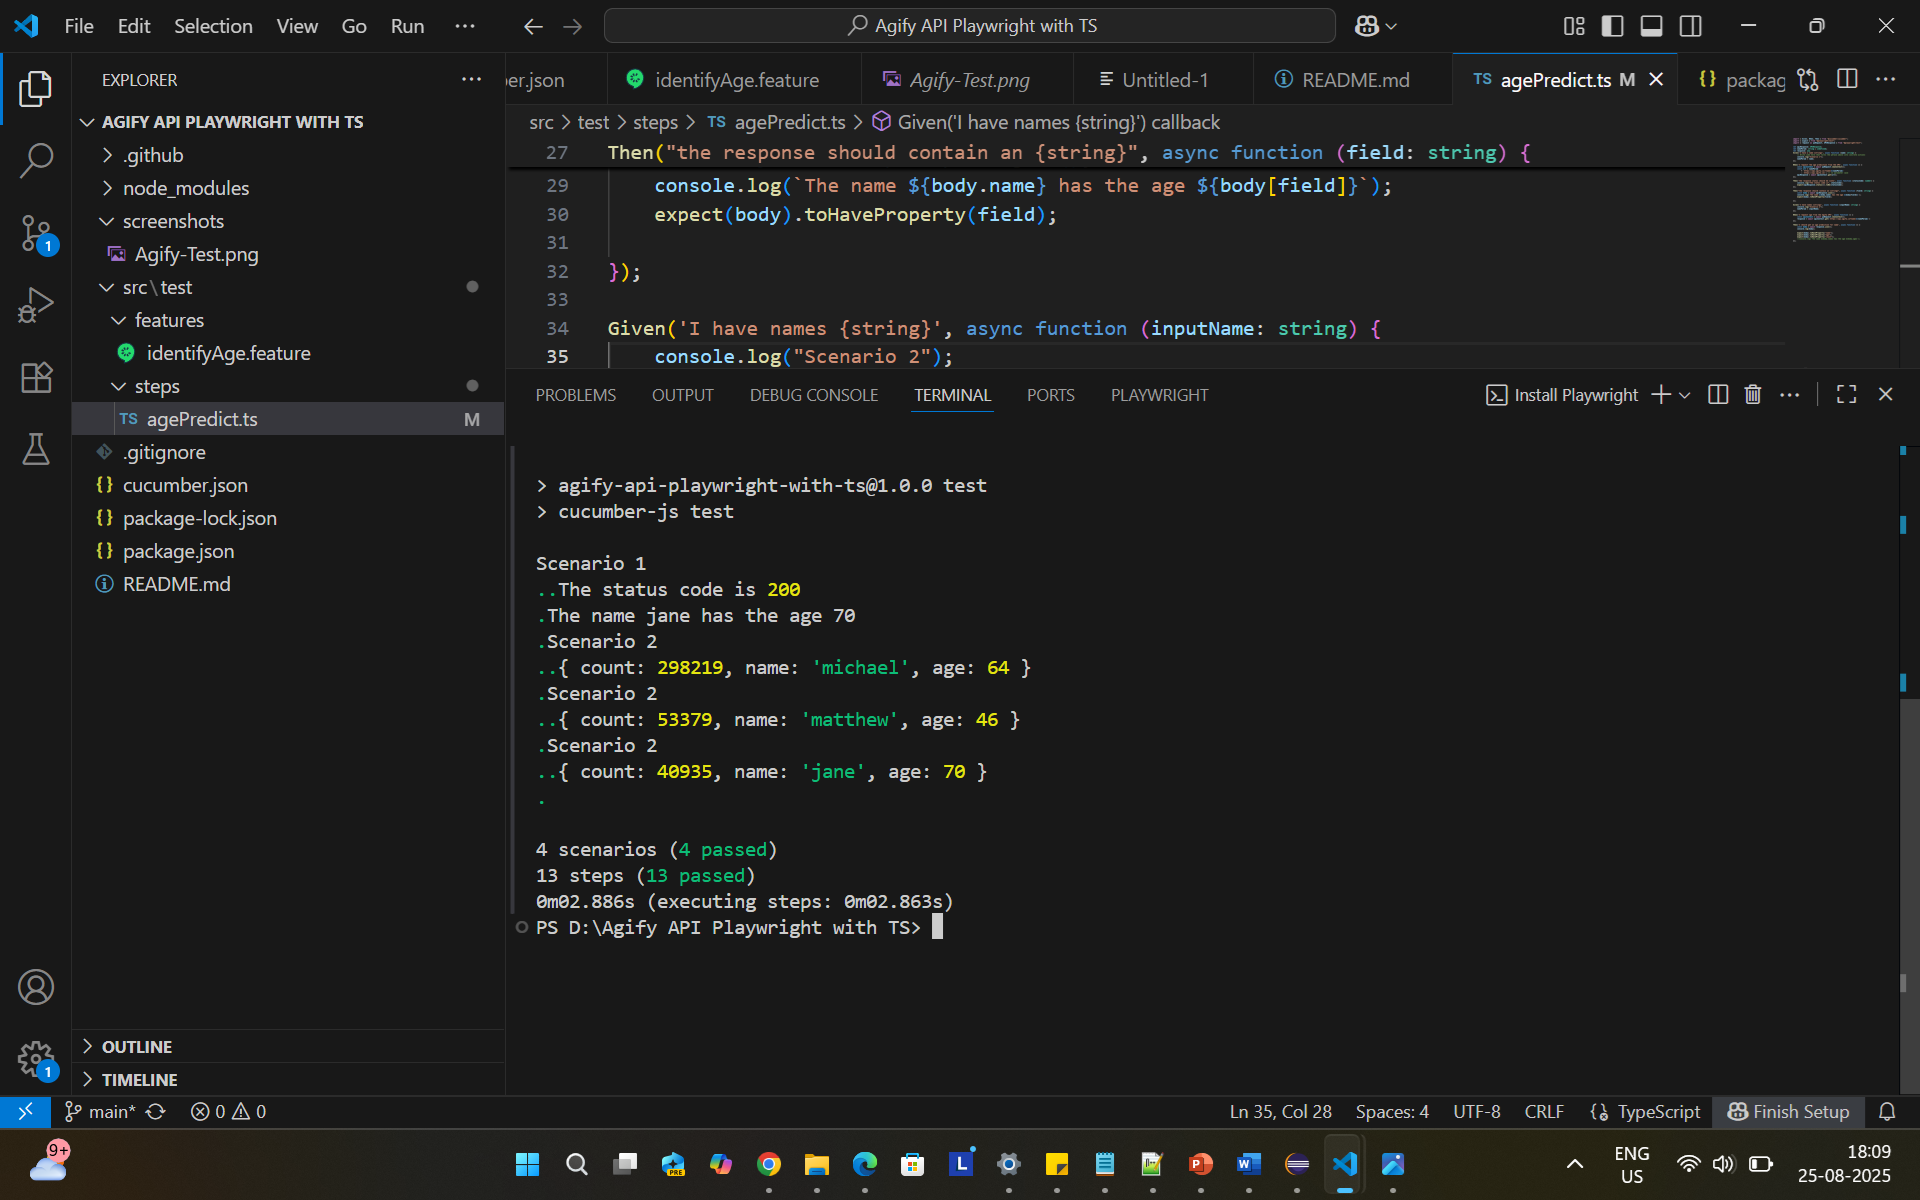 File Edit Selection View Go Run ···
Agify API Playwright with TS
EXPLORER
AGIFY API PLAYWRIGHT WITH TS
.github
node_modules
screenshots
Agify-Test.png
src\test
features
identifyAge.feature
steps
TS agePredict.ts M
.gitignore
{} cucumber.json
{} package-lock.json
{} package.json
README.md
OUTLINE
TIMELINE
1
1
er.json identifyAge.feature Agify-Test.png Untitled-1 README.md TS agePredict.ts M {} packag
src > test > steps > TS agePredict.ts > Given('I have names {string}') callback
27 Then("the response should contain an {string}", async function (field: string) {
29 console.log(`The name ${body.name} has the age ${body[field]}`);
30 expect(body).toHaveProperty(field);
31
32 });
33
34 Given('I have names {string}', async function (inputName: string) {
35 console.log("Scenario 2");
PROBLEMS OUTPUT DEBUG CONSOLE TERMINAL PORTS PLAYWRIGHT Install Playwright
> agify-api-playwright-with-ts@1.0.0 test
> cucumber-js test
Scenario 1
..The status code is 200
.The name jane has the age 70
.Scenario 2
..{ count: 298219, name: 'michael', age: 64 }
.Scenario 2
..{ count: 53379, name: 'matthew', age: 46 }
.Scenario 2
..{ count: 40935, name: 'jane', age: 70 }
.
4 scenarios (4 passed)
13 steps (13 passed)
0m02.886s (executing steps: 0m02.863s)
PS D:\Agify API Playwright with TS>
main* 0 0 Ln 35, Col 28 Spaces: 4 UTF-8 CRLF TypeScript Finish Setup
9+
PRE
L
P
W
ENG
US
18:09
25-08-2025